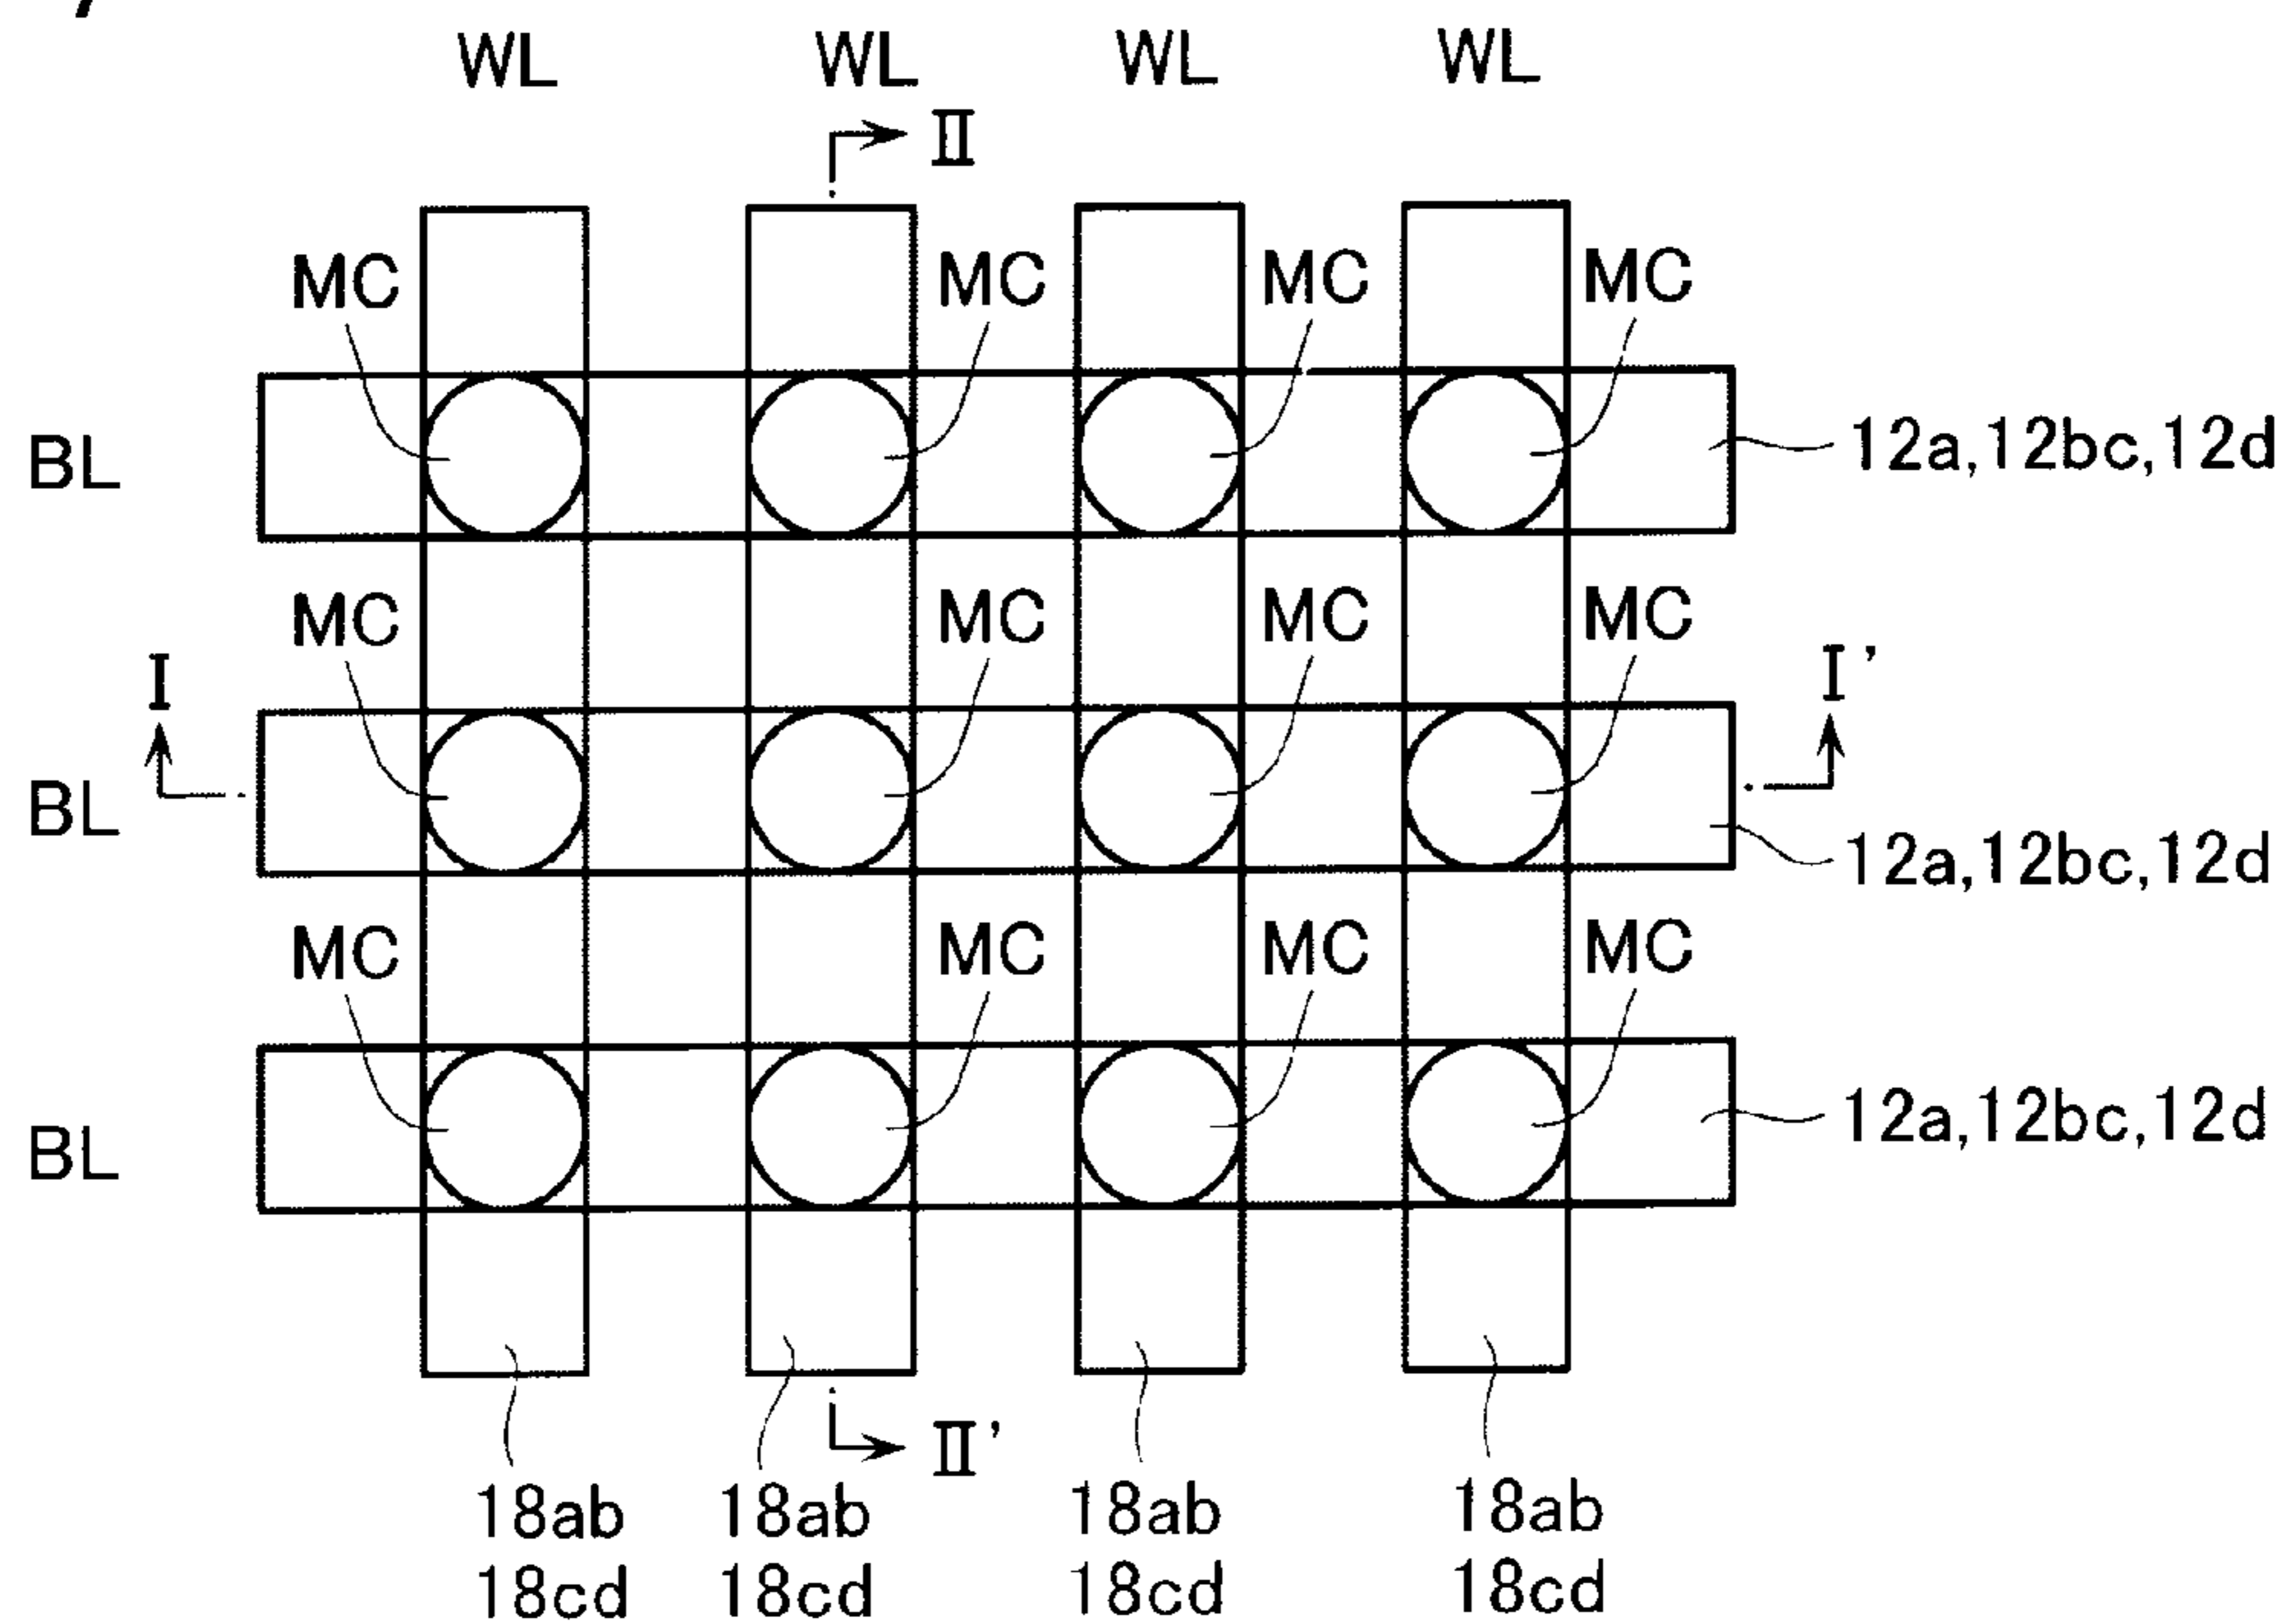 WL WL WL WL
II
MC MC MC MC
BL 12a,12bc,12d
MC MC MC MC
I I'
BL 12a,12bc,12d
MC MC MC MC
BL 12a,12bc,12d
II'
18ab 18ab 18ab 18ab
18cd 18cd 18cd 18cd